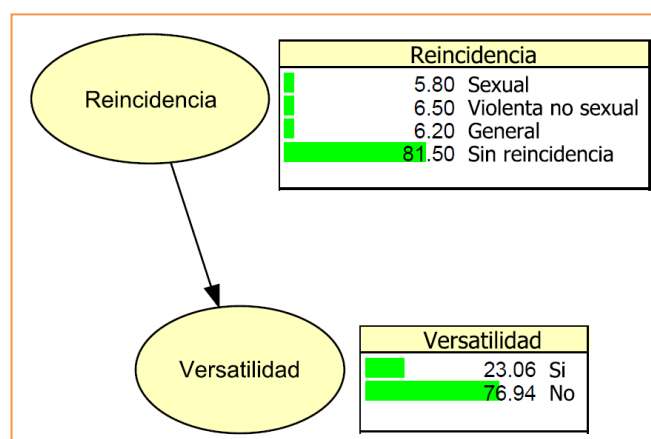 Reincidencia
Reincidencia
5.80 Sexual
6.50 Violenta no sexual
6.20 General
81.50 Sin reincidencia
Versatilidad
Versatilidad
23.06 Si
76.94 No